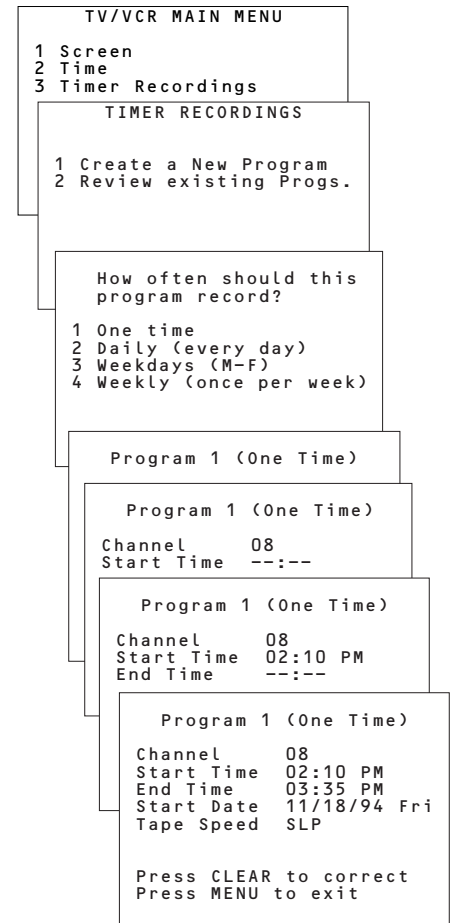 TV/VCR MAIN MENU
1 Screen
2 Time
3 Timer Recordings
TIMER RECORDINGS
1 Create a New Program
2 Review existing Progs.
How often should this
program record?
1 One time
2 Daily (every day)
3 Weekdays (M-F)
4 Weekly (once per week)
Program 1 (One Time)
Program 1 (One Time)
Channel 08
Start Time --:--
Program 1 (One Time)
Channel 08
Start Time 02:10 PM
End Time --:--
Program 1 (One Time)
Channel 08
Start Time 02:10 PM
End Time 03:35 PM
Start Date 11/18/94 Fri
Tape Speed SLP
Press CLEAR to correct
Press MENU to exit